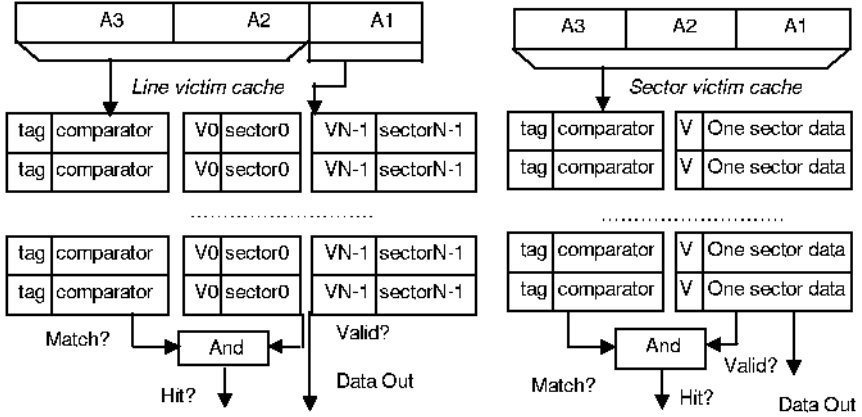 A3 A2 A1
Line victim cache
tag comparator V0 sector0 VN-1 sectorN-1
tag comparator V0 sector0 VN-1 sectorN-1
tag comparator V0 sector0 VN-1 sectorN-1
tag comparator V0 sector0 VN-1 sectorN-1
Match? And Valid?
Hit? Data Out
A3 A2 A1
Sector victim cache
tag comparator V One sector data
tag comparator V One sector data
tag comparator V One sector data
tag comparator V One sector data
And
Match? Valid?
Hit? Data Out